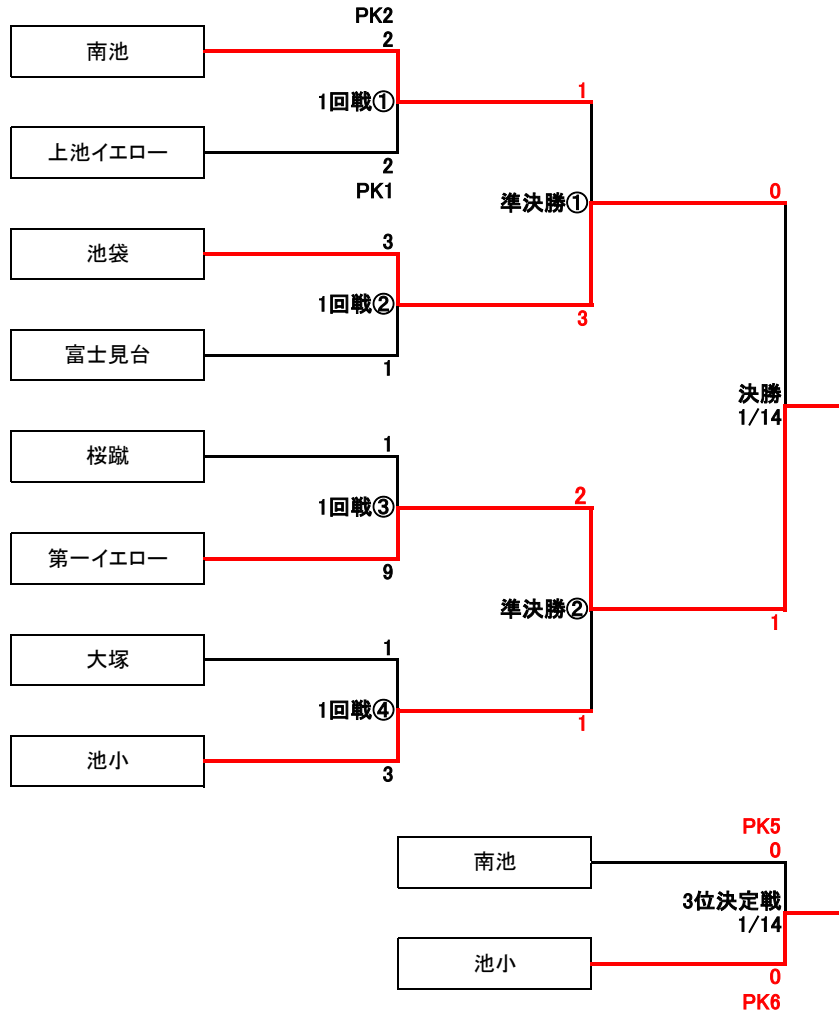 PK2
2
南池
1回戦①
1
上池イエロー
2
PK1
準決勝①
0
池袋
3
1回戦②
3
富士見台
1
決勝
1/14
桜蹴
1
1回戦③
2
第一イエロー
9
準決勝②
1
大塚
1
1回戦④
1
池小
3
PK5
0
南池
3位決定戦
1/14
池小
0
PK6